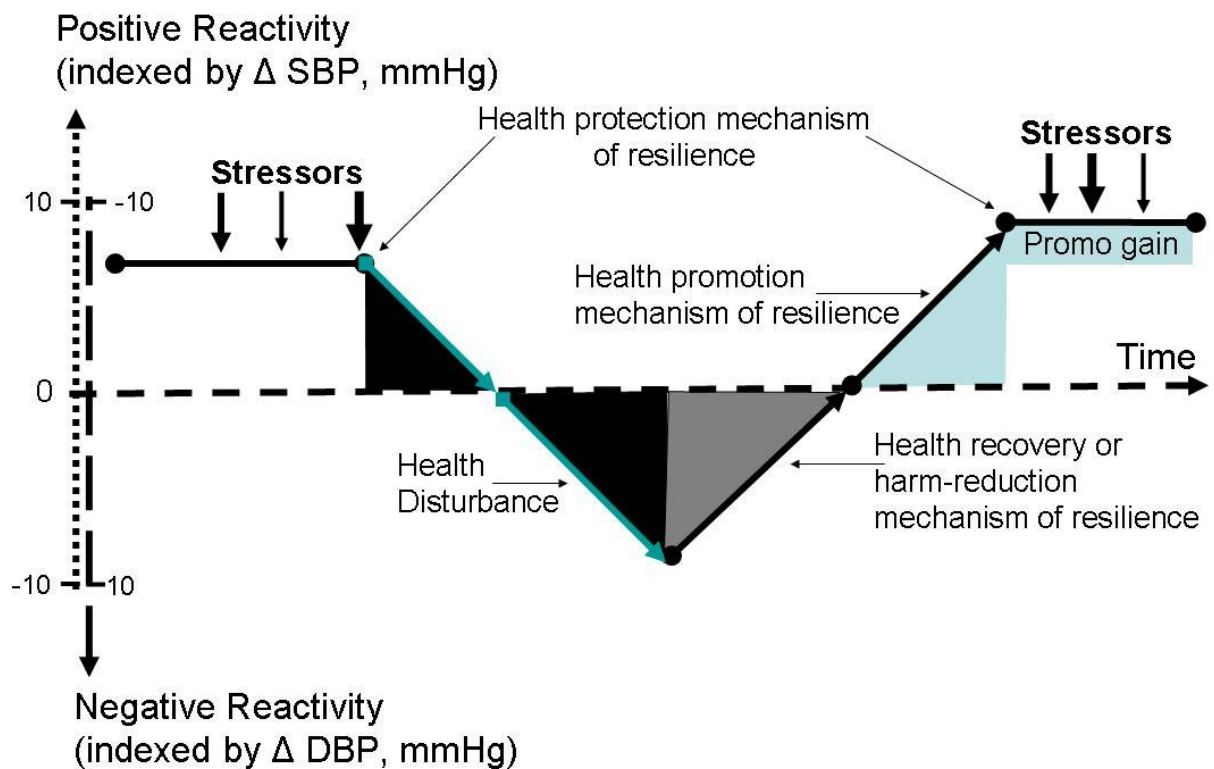 Positive Reactivity
(indexed by Δ SBP, mmHg)
Health protection mechanism
of resilience
Stressors
Stressors
10
-10
Promo gain
Health promotion
mechanism of resilience
Time
0
Health
Disturbance
Health recovery or
harm-reduction
mechanism of resilience
-10
10
Negative Reactivity
(indexed by Δ DBP, mmHg)